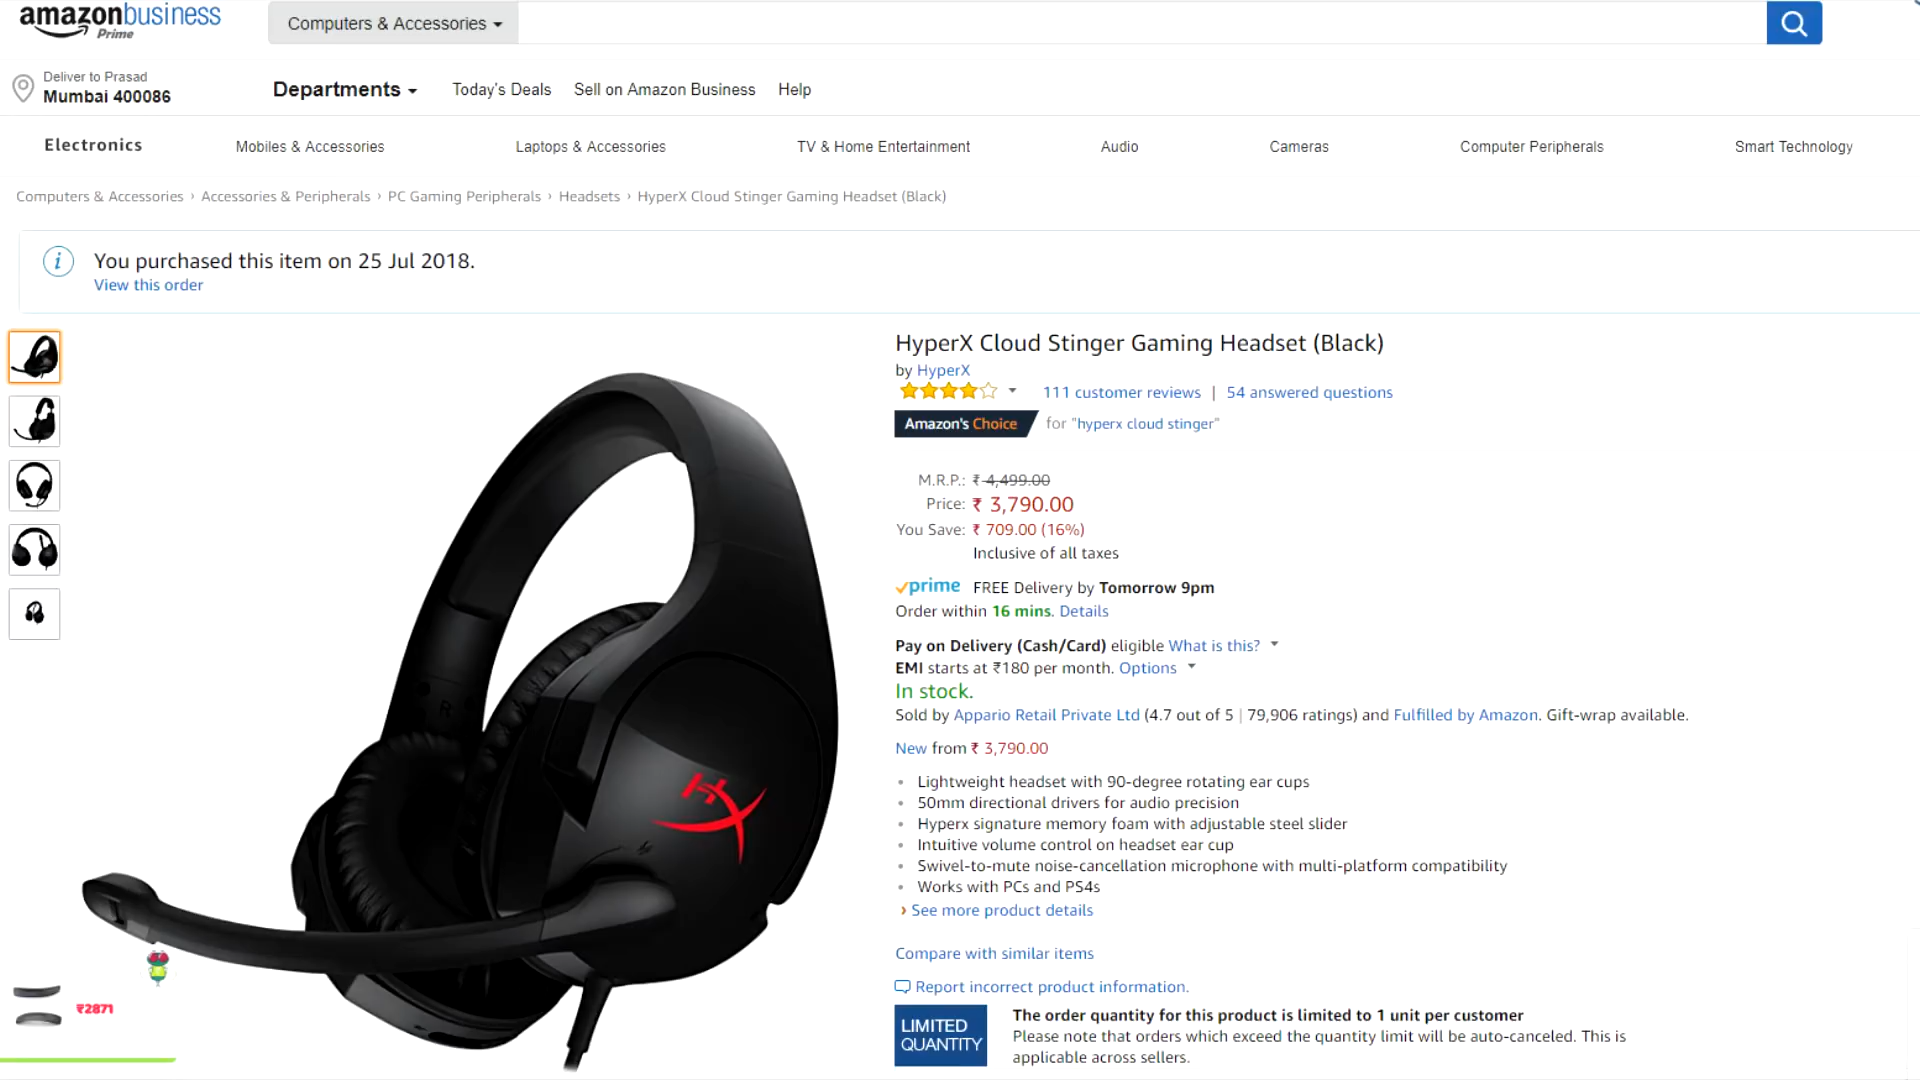 amazonbusiness
Prime
Computers & Accessories
Deliver to Prasad
Mumbai 400086
Departments
Today's Deals
Sell on Amazon Business
Help
Electronics
Mobiles & Accessories
Laptops & Accessories
TV & Home Entertainment
Audio
Cameras
Computer Peripherals
Smart Technology
Computers & Accessories › Accessories & Peripherals › PC Gaming Peripherals › Headsets › HyperX Cloud Stinger Gaming Headset (Black)
i
You purchased this item on 25 Jul 2018.
View this order
HyperX Cloud Stinger Gaming Headset (Black)
by HyperX
111 customer reviews | 54 answered questions
Amazon's Choice for "hyperx cloud stinger"
M.R.P.: ₹ 4,499.00
Price: ₹ 3,790.00
You Save: ₹ 709.00 (16%)
Inclusive of all taxes
prime FREE Delivery by Tomorrow 9pm
Order within 16 mins. Details
Pay on Delivery (Cash/Card) eligible What is this?
EMI starts at ₹180 per month. Options
In stock.
Sold by Appario Retail Private Ltd (4.7 out of 5 | 79,906 ratings) and Fulfilled by Amazon. Gift-wrap available.
New from ₹ 3,790.00
• Lightweight headset with 90-degree rotating ear cups
• 50mm directional drivers for audio precision
• Hyperx signature memory foam with adjustable steel slider
• Intuitive volume control on headset ear cup
• Swivel-to-mute noise-cancellation microphone with multi-platform compatibility
• Works with PCs and PS4s
› See more product details
Compare with similar items
Report incorrect product information.
LIMITED
QUANTITY
The order quantity for this product is limited to 1 unit per customer
Please note that orders which exceed the quantity limit will be auto-canceled. This is
applicable across sellers.
R
HX
₹2871